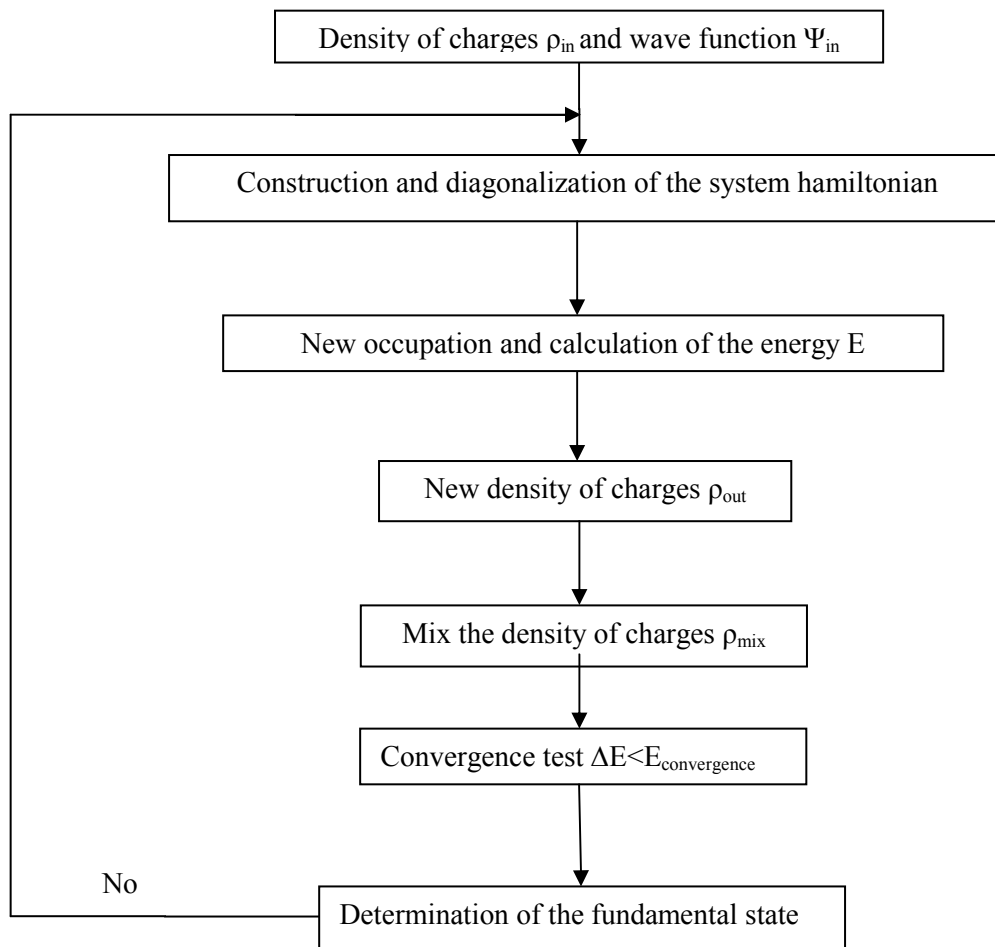 Density of charges ρin and wave function Ψin
Construction and diagonalization of the system hamiltonian
New occupation and calculation of the energy E
New density of charges ρout
Mix the density of charges ρmix
Convergence test ΔE<Econvergence
No
Determination of the fundamental state